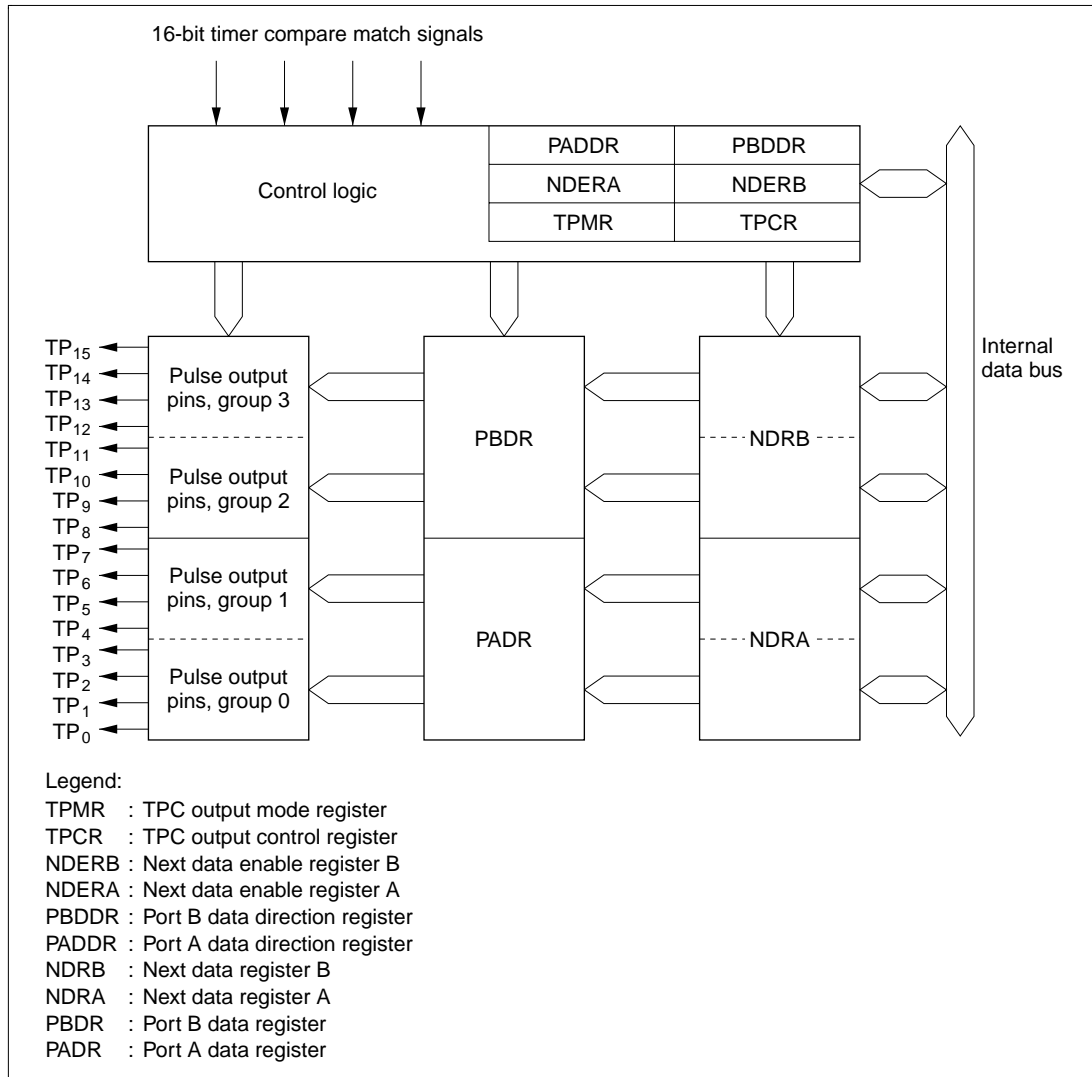 16-bit timer compare match signals
Control logic
PADDR PBDDR
NDERA NDERB
TPMR TPCR
TP15
TP14
TP13
TP12
TP11
TP10
TP9
TP8
TP7
TP6
TP5
TP4
TP3
TP2
TP1
TP0
Pulse output
pins, group 3
Pulse output
pins, group 2
Pulse output
pins, group 1
Pulse output
pins, group 0
PBDR
PADR
NDRB
NDRA
Internal
data bus
Legend:
TPMR : TPC output mode register
TPCR : TPC output control register
NDERB : Next data enable register B
NDERA : Next data enable register A
PBDDR : Port B data direction register
PADDR : Port A data direction register
NDRB : Next data register B
NDRA : Next data register A
PBDR : Port B data register
PADR : Port A data register